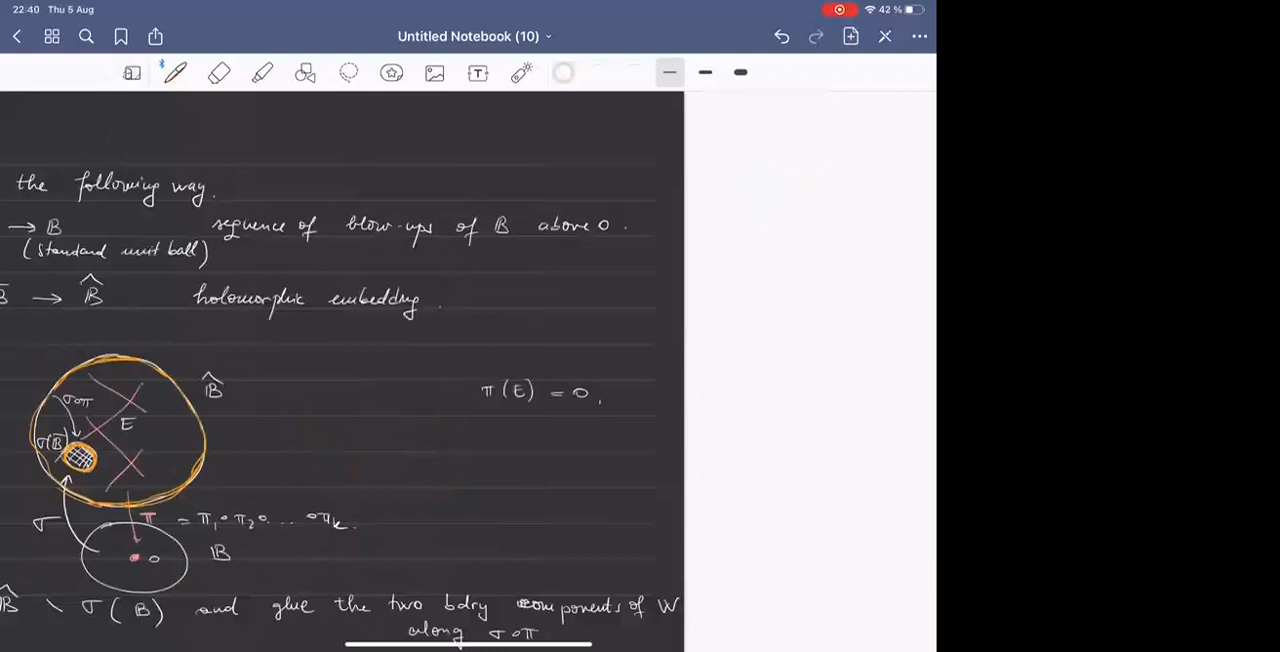 22:40 Thu 5 Aug
42 %
Untitled Notebook (10)
the following way.
→ B sequence of blow-ups of B above 0.
(standard unit ball)
B̄ → B̂ holomorphic embedding.
B̂
π(E) = 0.
σ∘π
E
σ(B̄)
σ
π = π₁∘π₂∘...∘πₖ.
0
B
B̂ \ σ(B) and glue the two bdry components of W
along σ∘π